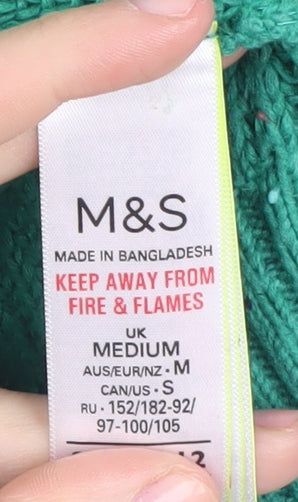 M&S
MADE IN BANGLADESH
KEEP AWAY FROM
FIRE & FLAMES
UK
MEDIUM
AUS/EUR/NZ • M
CAN/US • S
RU • 152/182-92/
97-100/105